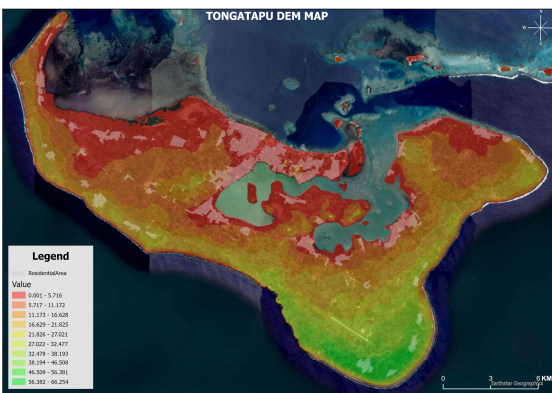 TONGATAPU DEM MAP
N
W
E
S
Legend
ResidentialArea
Value
0.001 - 5.716
5.717 - 11.172
11.173 - 16.628
16.629 - 21.825
21.826 - 27.021
27.022 - 32.477
32.478 - 38.193
38.194 - 46.508
46.509 - 56.381
56.382 - 66.254
0 3 6 KM
Earthstar Geographics